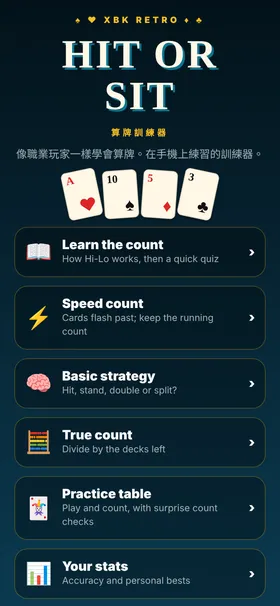 ♠ ♥ XBK RETRO ♦ ♣
HIT OR
SIT
算牌訓練器
像職業玩家一樣學會算牌。在手機上練習的訓練器。
A
10
5
3
Learn the count
How Hi-Lo works, then a quick quiz
Speed count
Cards flash past; keep the running
count
Basic strategy
Hit, stand, double or split?
True count
Divide by the decks left
Practice table
Play and count, with surprise count
checks
Your stats
Accuracy and personal bests